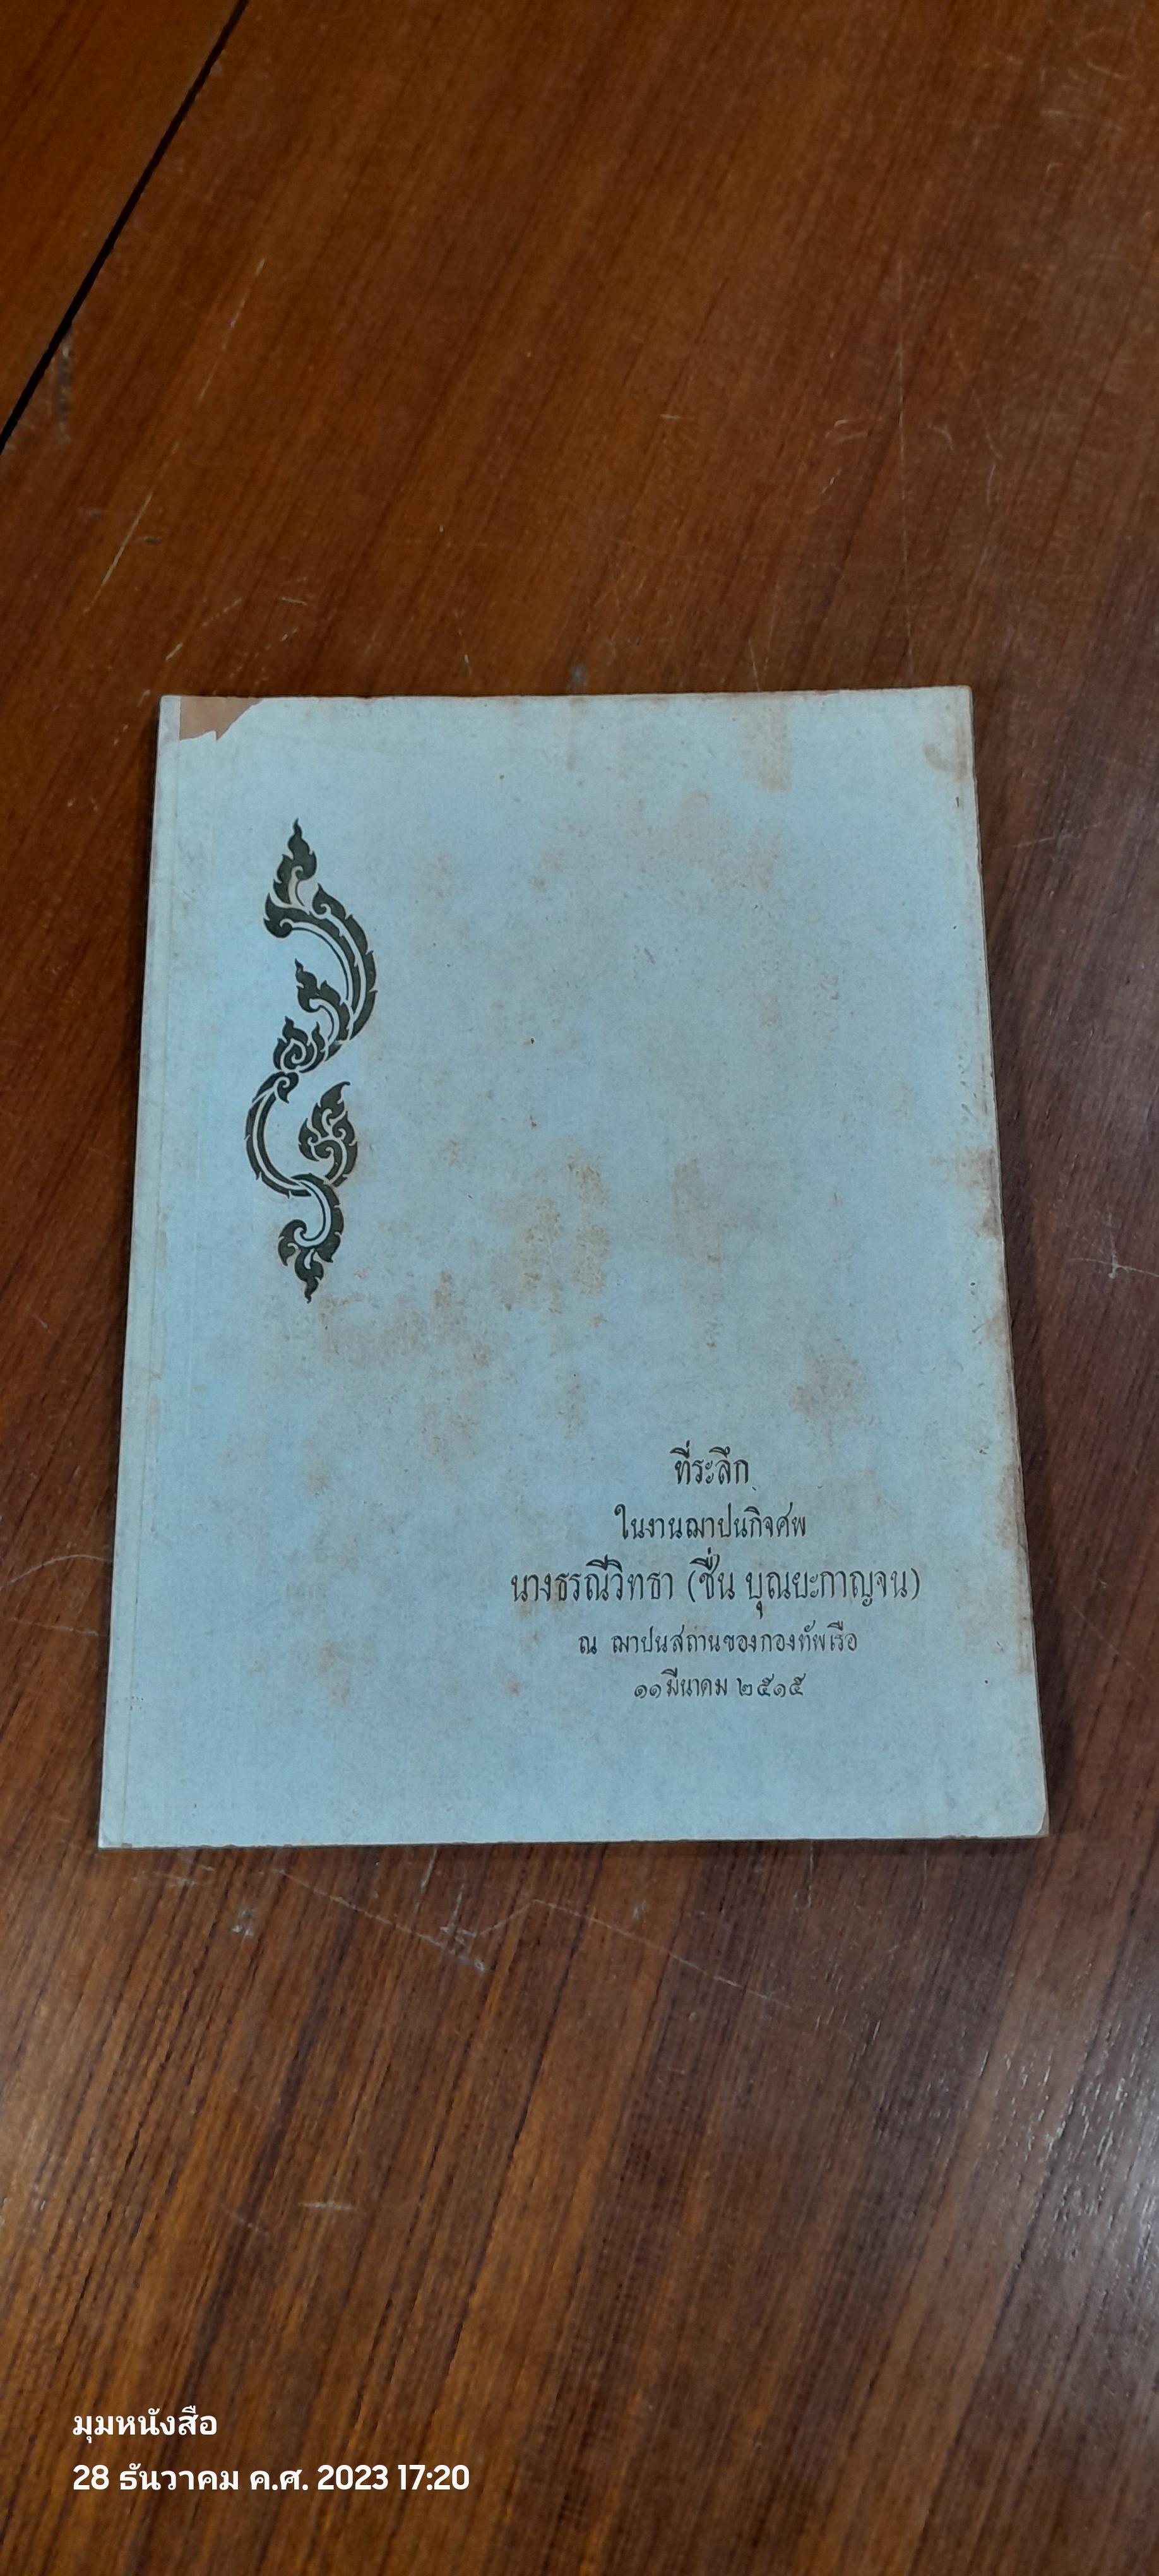 ที่ระลึก
ในงานฌาปนกิจศพ
นางธรณีวิทธา (ชื่น บุณยะกาญจน)
ณ ฌาปนสถานของกองทัพเรือ
๑๑ มีนาคม ๒๕๑๕
มุมหนังสือ
28 ธันวาคม ค.ศ. 2023 17:20